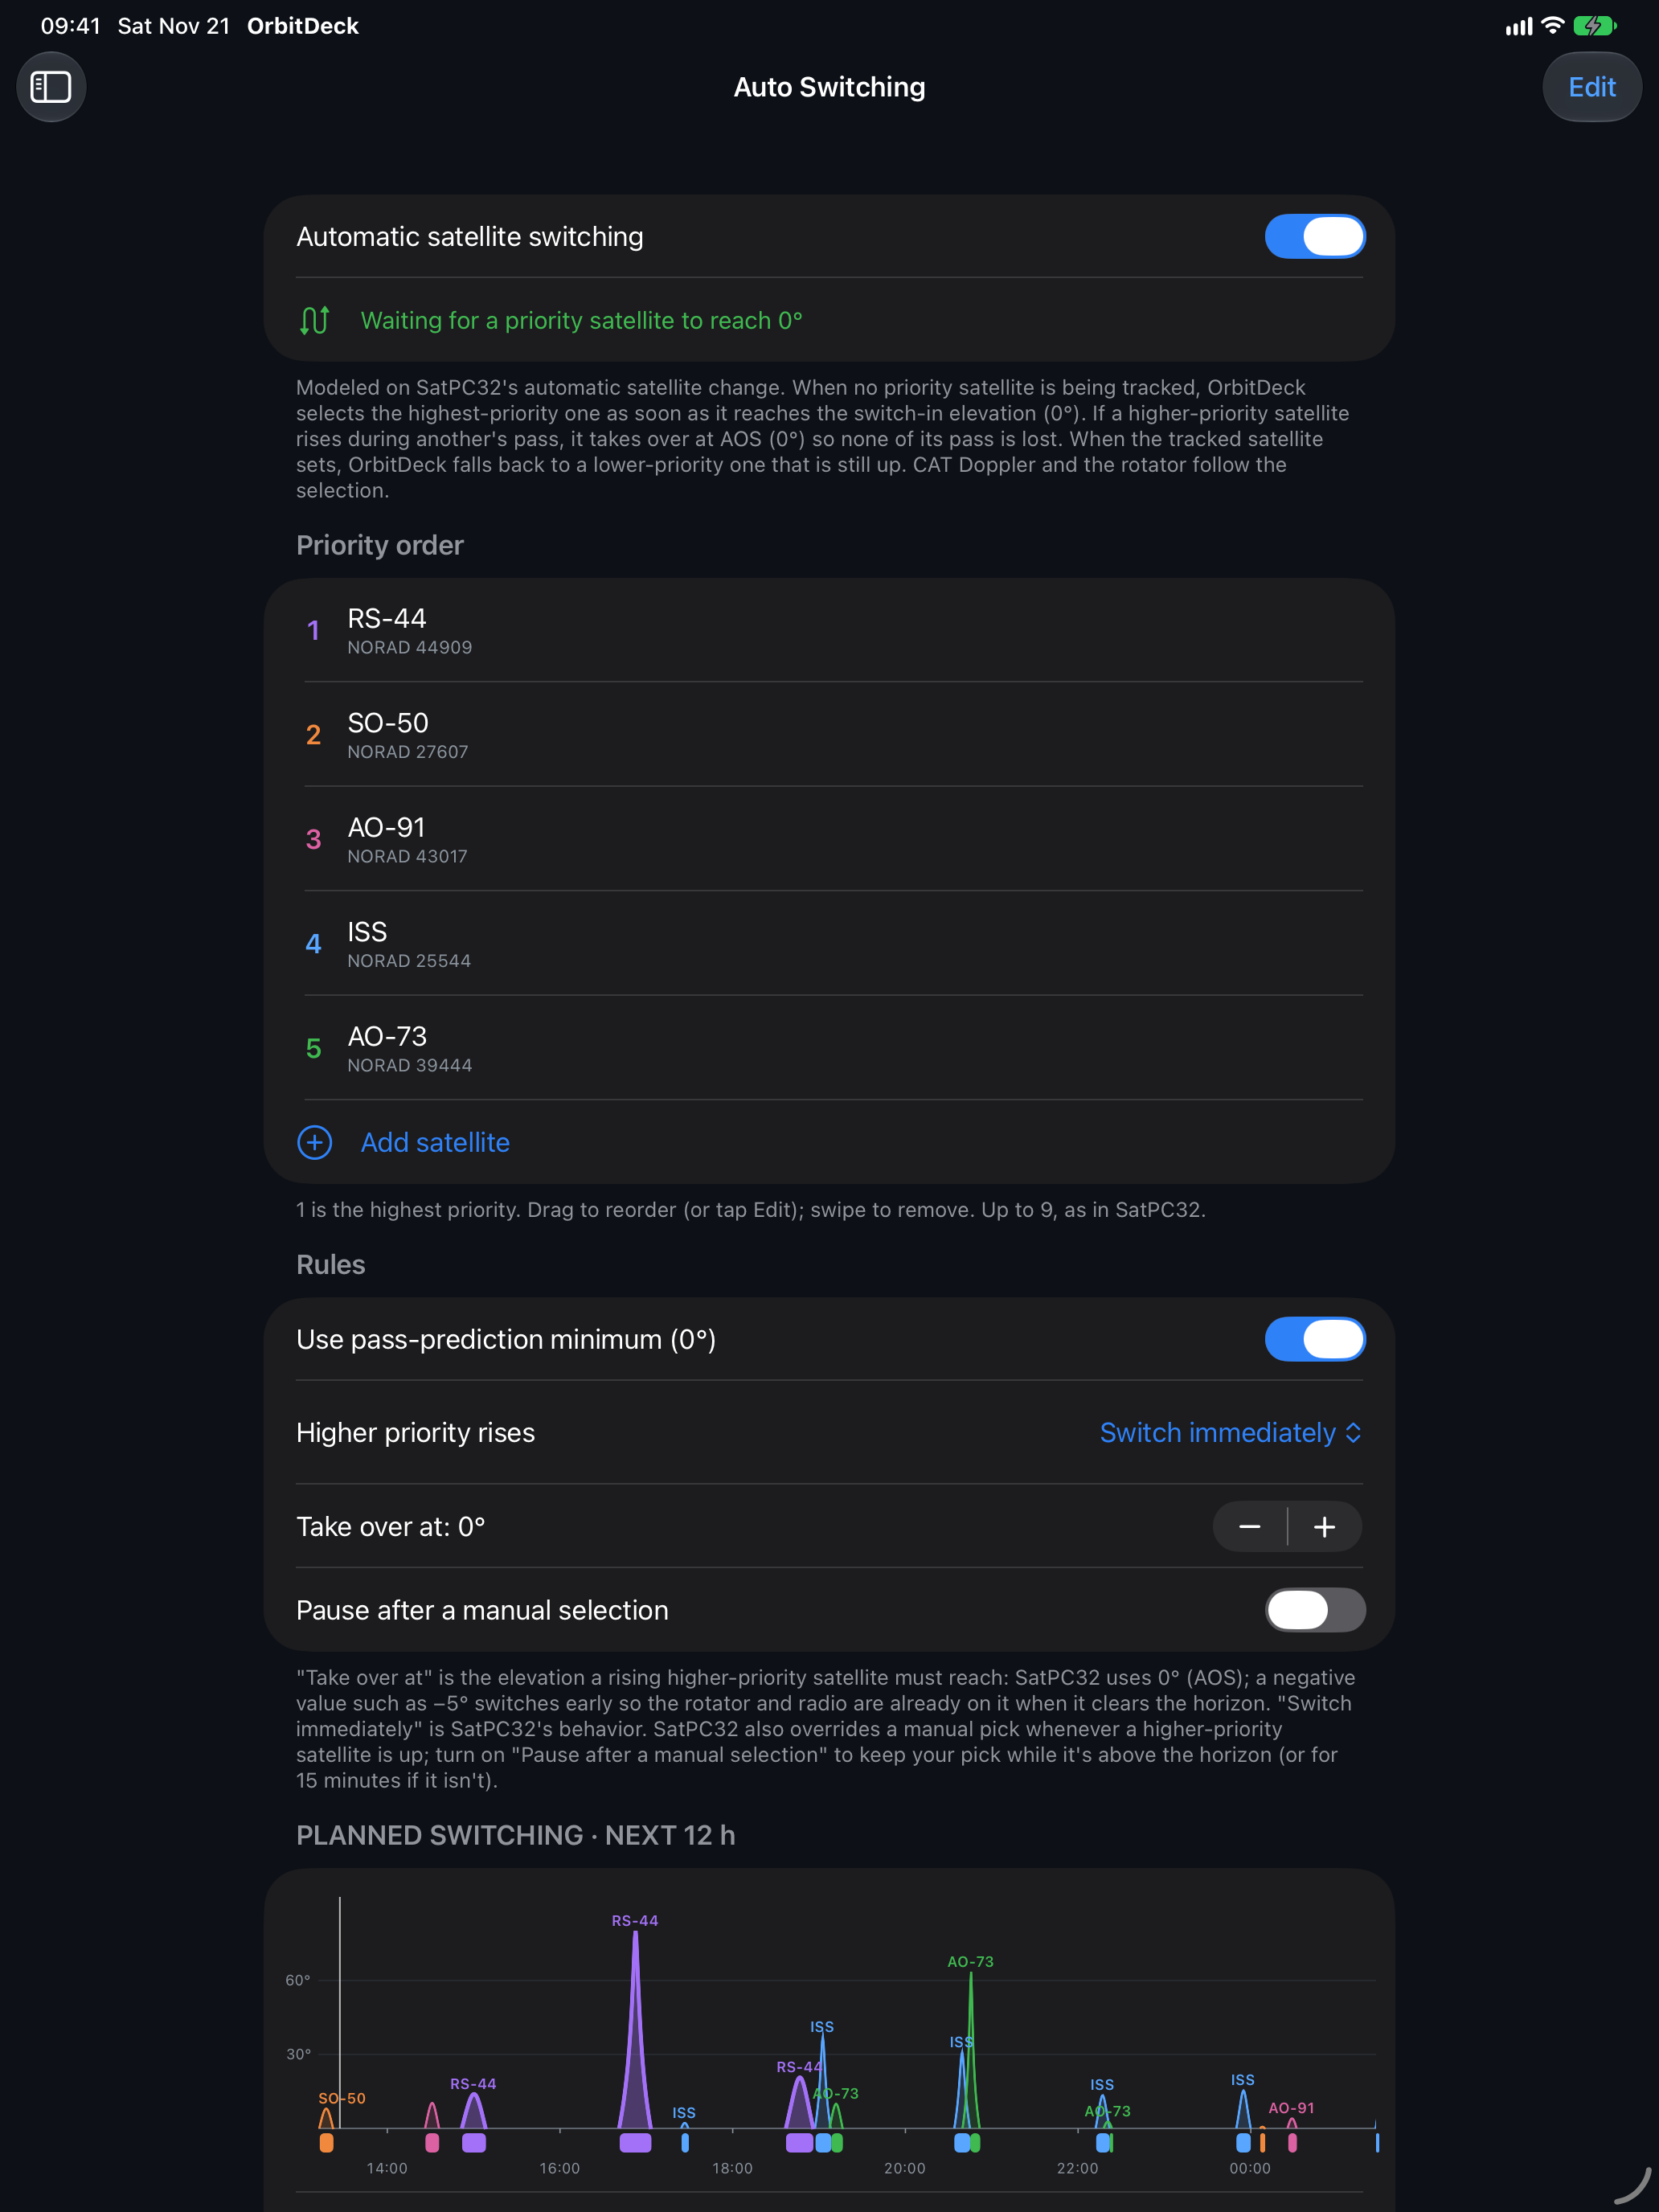 09:41 Sat Nov 21 OrbitDeck
Auto Switching
Edit
Automatic satellite switching
Waiting for a priority satellite to reach 0°
Modeled on SatPC32's automatic satellite change. When no priority satellite is being tracked, OrbitDeck
selects the highest-priority one as soon as it reaches the switch-in elevation (0°). If a higher-priority satellite
rises during another's pass, it takes over at AOS (0°) so none of its pass is lost. When the tracked satellite
sets, OrbitDeck falls back to a lower-priority one that is still up. CAT Doppler and the rotator follow the
selection.
Priority order
1 RS-44
NORAD 44909
2 SO-50
NORAD 27607
3 AO-91
NORAD 43017
4 ISS
NORAD 25544
5 AO-73
NORAD 39444
Add satellite
1 is the highest priority. Drag to reorder (or tap Edit); swipe to remove. Up to 9, as in SatPC32.
Rules
Use pass-prediction minimum (0°)
Higher priority rises Switch immediately
Take over at: 0° − +
Pause after a manual selection
"Take over at" is the elevation a rising higher-priority satellite must reach: SatPC32 uses 0° (AOS); a negative
value such as −5° switches early so the rotator and radio are already on it when it clears the horizon. "Switch
immediately" is SatPC32's behavior. SatPC32 also overrides a manual pick whenever a higher-priority
satellite is up; turn on "Pause after a manual selection" to keep your pick while it's above the horizon (or for
15 minutes if it isn't).
PLANNED SWITCHING · NEXT 12 h
RS-44
AO-73
60°
ISS
ISS
30°
RS-44
RS-44
ISS
ISS
AO-73
SO-50
AO-91
AO-73
ISS
14:00 16:00 18:00 20:00 22:00 00:00